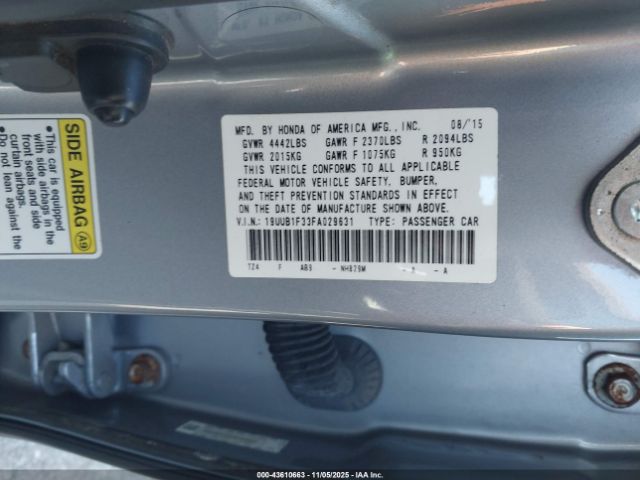 MFD. BY HONDA OF AMERICA MFG., INC. 08/'15
GVWR 4442LBS GAWR F 2370LBS R 2094LBS
GVWR 2015KG GAWR F 1075KG R 950KG
THIS VEHICLE CONFORMS TO ALL APPLICABLE
FEDERAL MOTOR VEHICLE SAFETY, BUMPER,
AND THEFT PREVENTION STANDARDS IN EFFECT
ON THE DATE OF MANUFACTURE SHOWN ABOVE.
V.I.N.: 19UUB1F33FA029631 TYPE: PASSENGER CAR
TZ4 F AB9 - NH829M - - A
SIDE AIRBAG A9
•This car is equipped
with side airbags in the
front seats and side
curtain airbags.
•Do not lean against the
000-43610663 - 11/05/2025 - IAAI Inc.